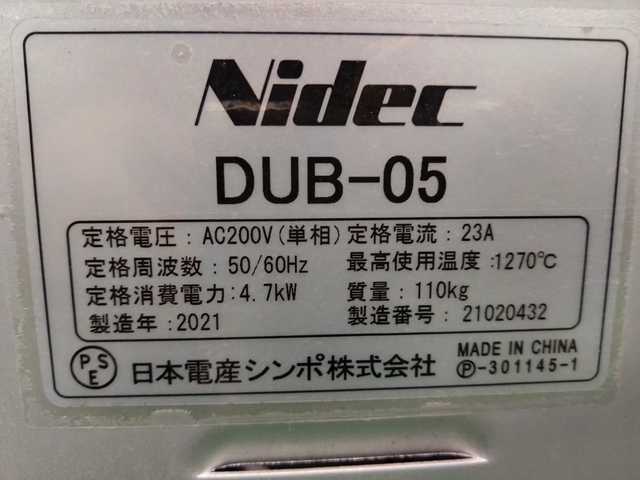 Nidec
DUB-05
定格電圧：AC200V（単相） 定格電流：23A
定格周波数：50/60Hz 最高使用温度：1270℃
定格消費電力：4.7kW 質量：110kg
製造年：2021 製造番号：21020432
PSE 日本電産シンポ株式会社 MADE IN CHINA
Ⓟ-301145-1